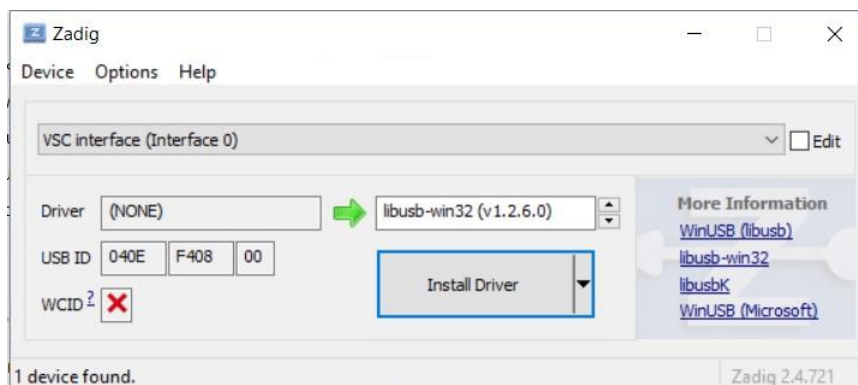 Zadig
Device Options Help
VSC interface (Interface 0)
Edit
Driver (NONE) libusb-win32 (v1.2.6.0)
USB ID 040E F408 00
WCID ?
Install Driver
More Information
WinUSB (libusb)
libusb-win32
libusbK
WinUSB (Microsoft)
1 device found.
Zadig 2.4.721